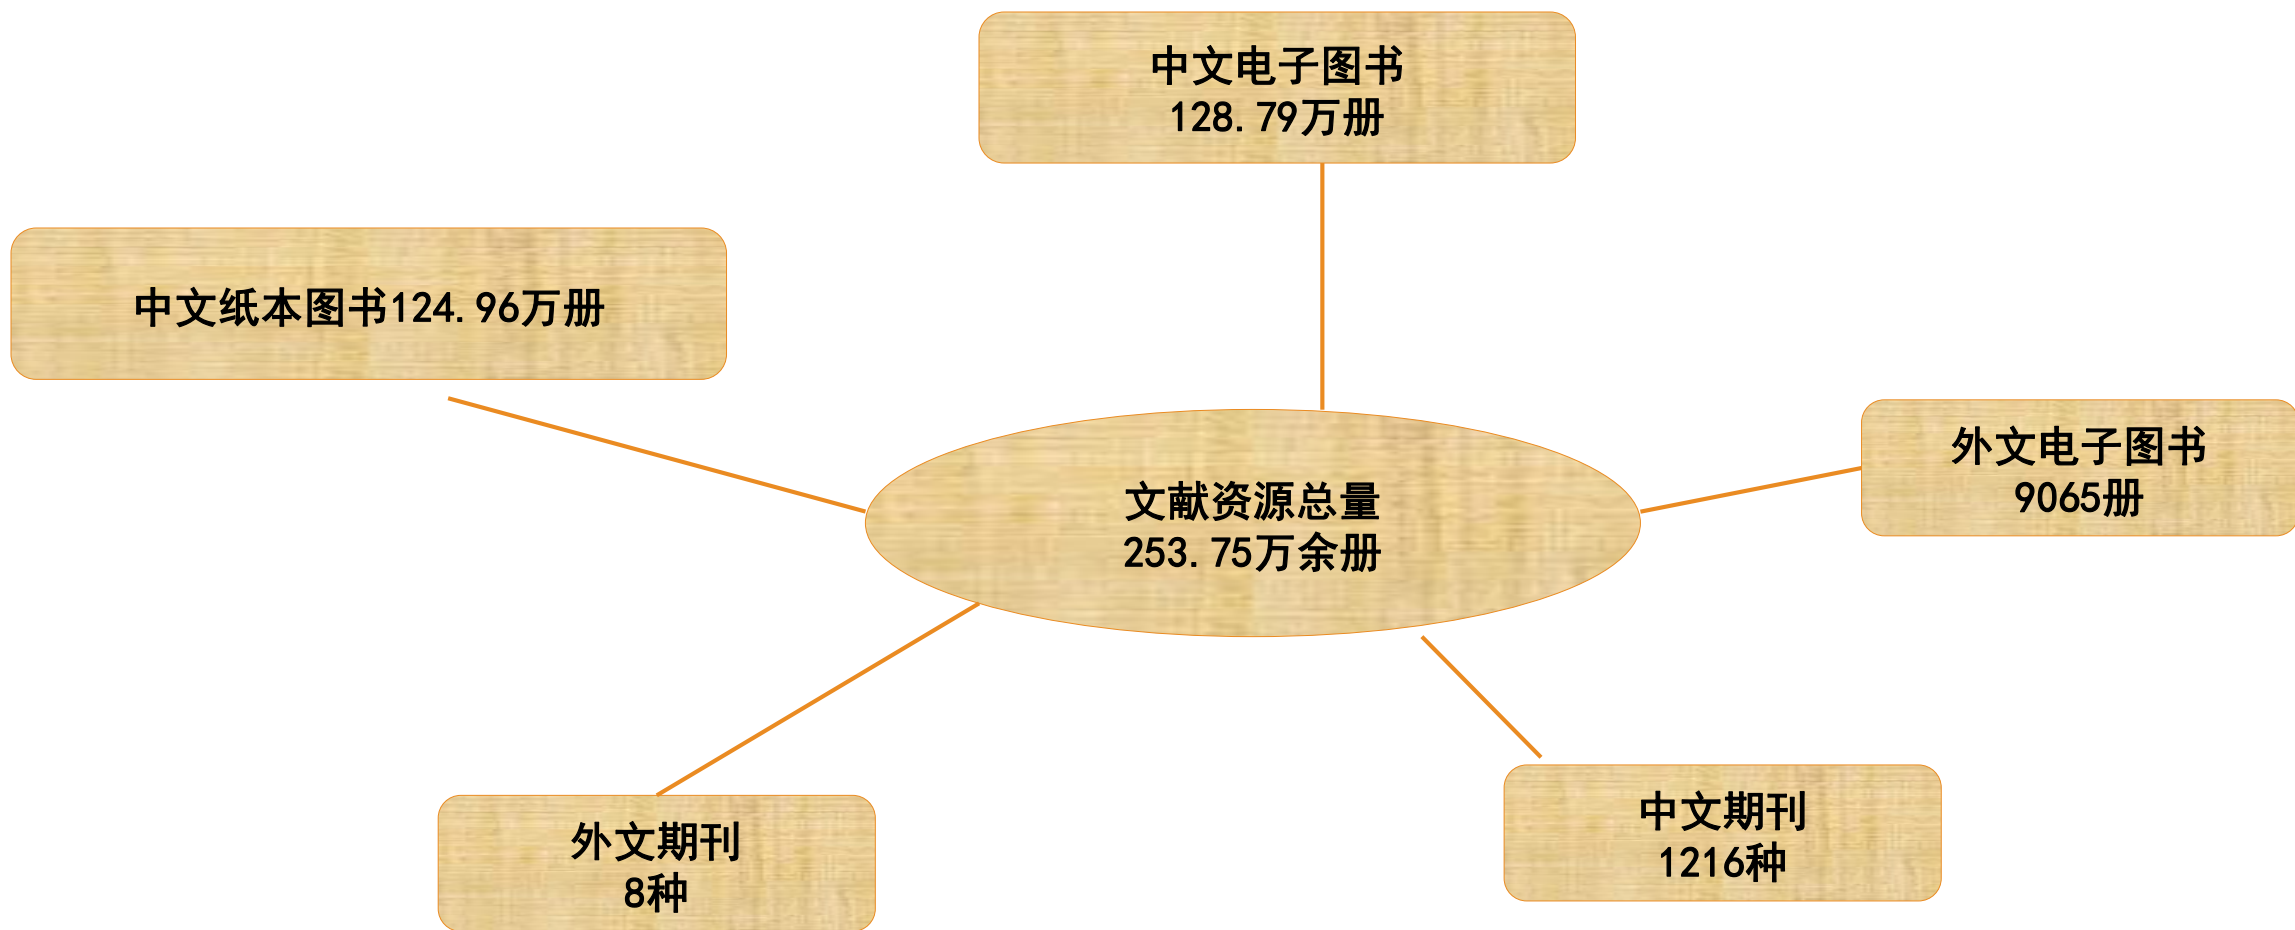 中文电子图书
128.79万册
中文纸本图书124.96万册
外文电子图书
9065册
文献资源总量
253.75万余册
中文期刊
1216种
外文期刊
8种